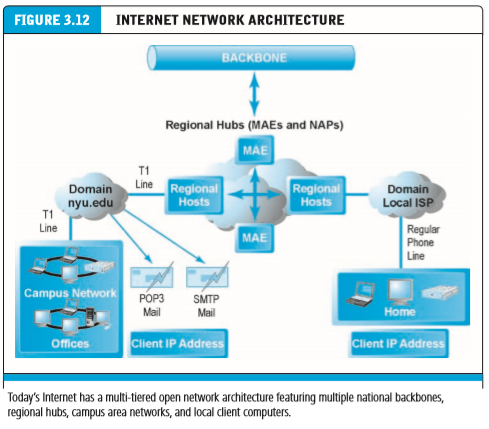 FIGURE 3.12 INTERNET NETWORK ARCHITECTURE
BACKBONE
Regional Hubs (MAEs and NAPs)
MAE
T1
Line
Domain
nyu.edu
Regional
Hosts
Regional
Hosts
Domain
Local ISP
MAE
T1
Line
Regular
Phone
Line
Campus Network
Offices
POP3
Mail
SMTP
Mail
Home
Client IP Address
Client IP Address
Today's Internet has a multi-tiered open network architecture featuring multiple national backbones,
regional hubs, campus area networks, and local client computers.